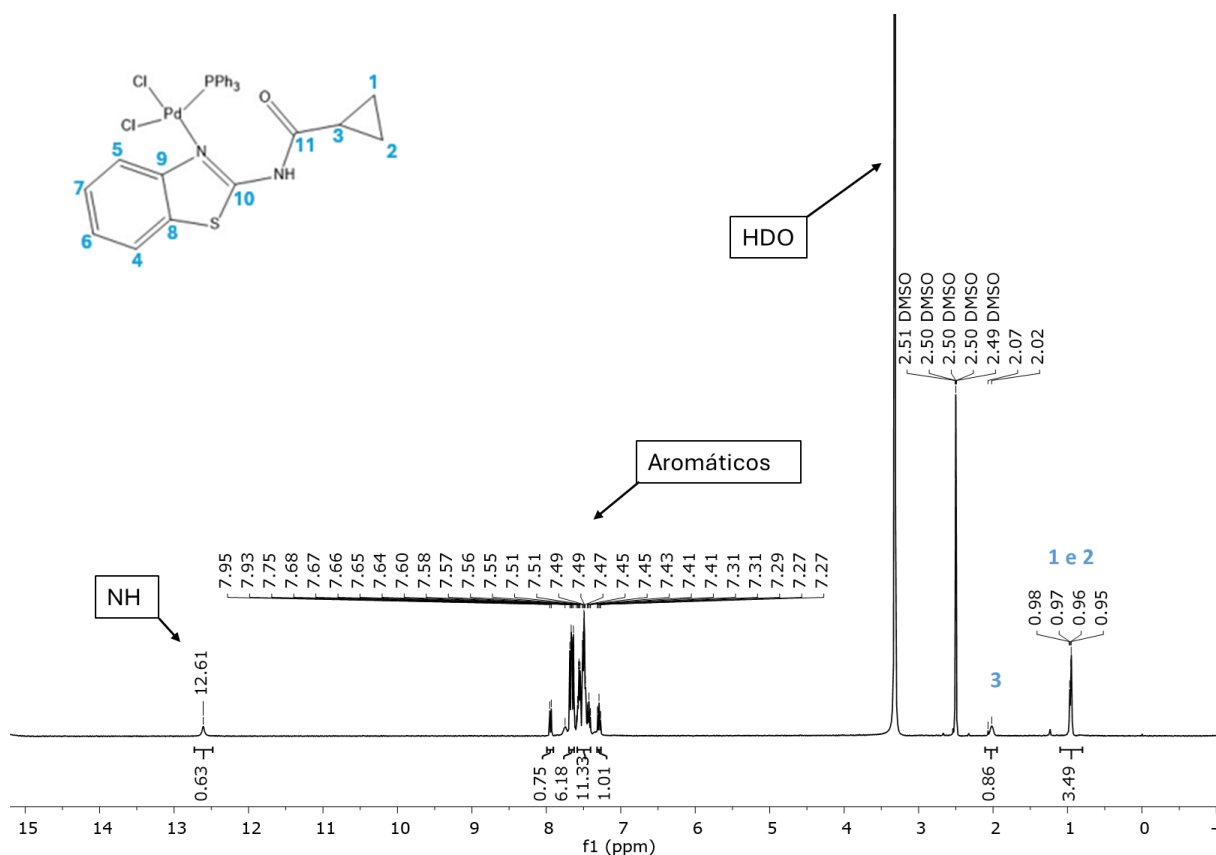 Cl
PPh3
Pd
Cl
O
1
3
2
11
5
9
N
NH
7
10
6
8
S
4
HDO
2.51 DMSO
2.50 DMSO
2.50 DMSO
2.50 DMSO
2.49 DMSO
2.07
2.02
Aromáticos
NH
12.61
7.95
7.93
7.75
7.68
7.67
7.66
7.65
7.64
7.60
7.58
7.57
7.56
7.55
7.51
7.51
7.49
7.49
7.47
7.45
7.45
7.43
7.41
7.41
7.31
7.31
7.29
7.27
7.27
1 e 2
0.98
0.97
0.96
0.95
3
0.63
0.75
6.18
11.33
1.01
0.86
3.49
15 14 13 12 11 10 9 8 7 6 5 4 3 2 1 0 -
f1 (ppm)